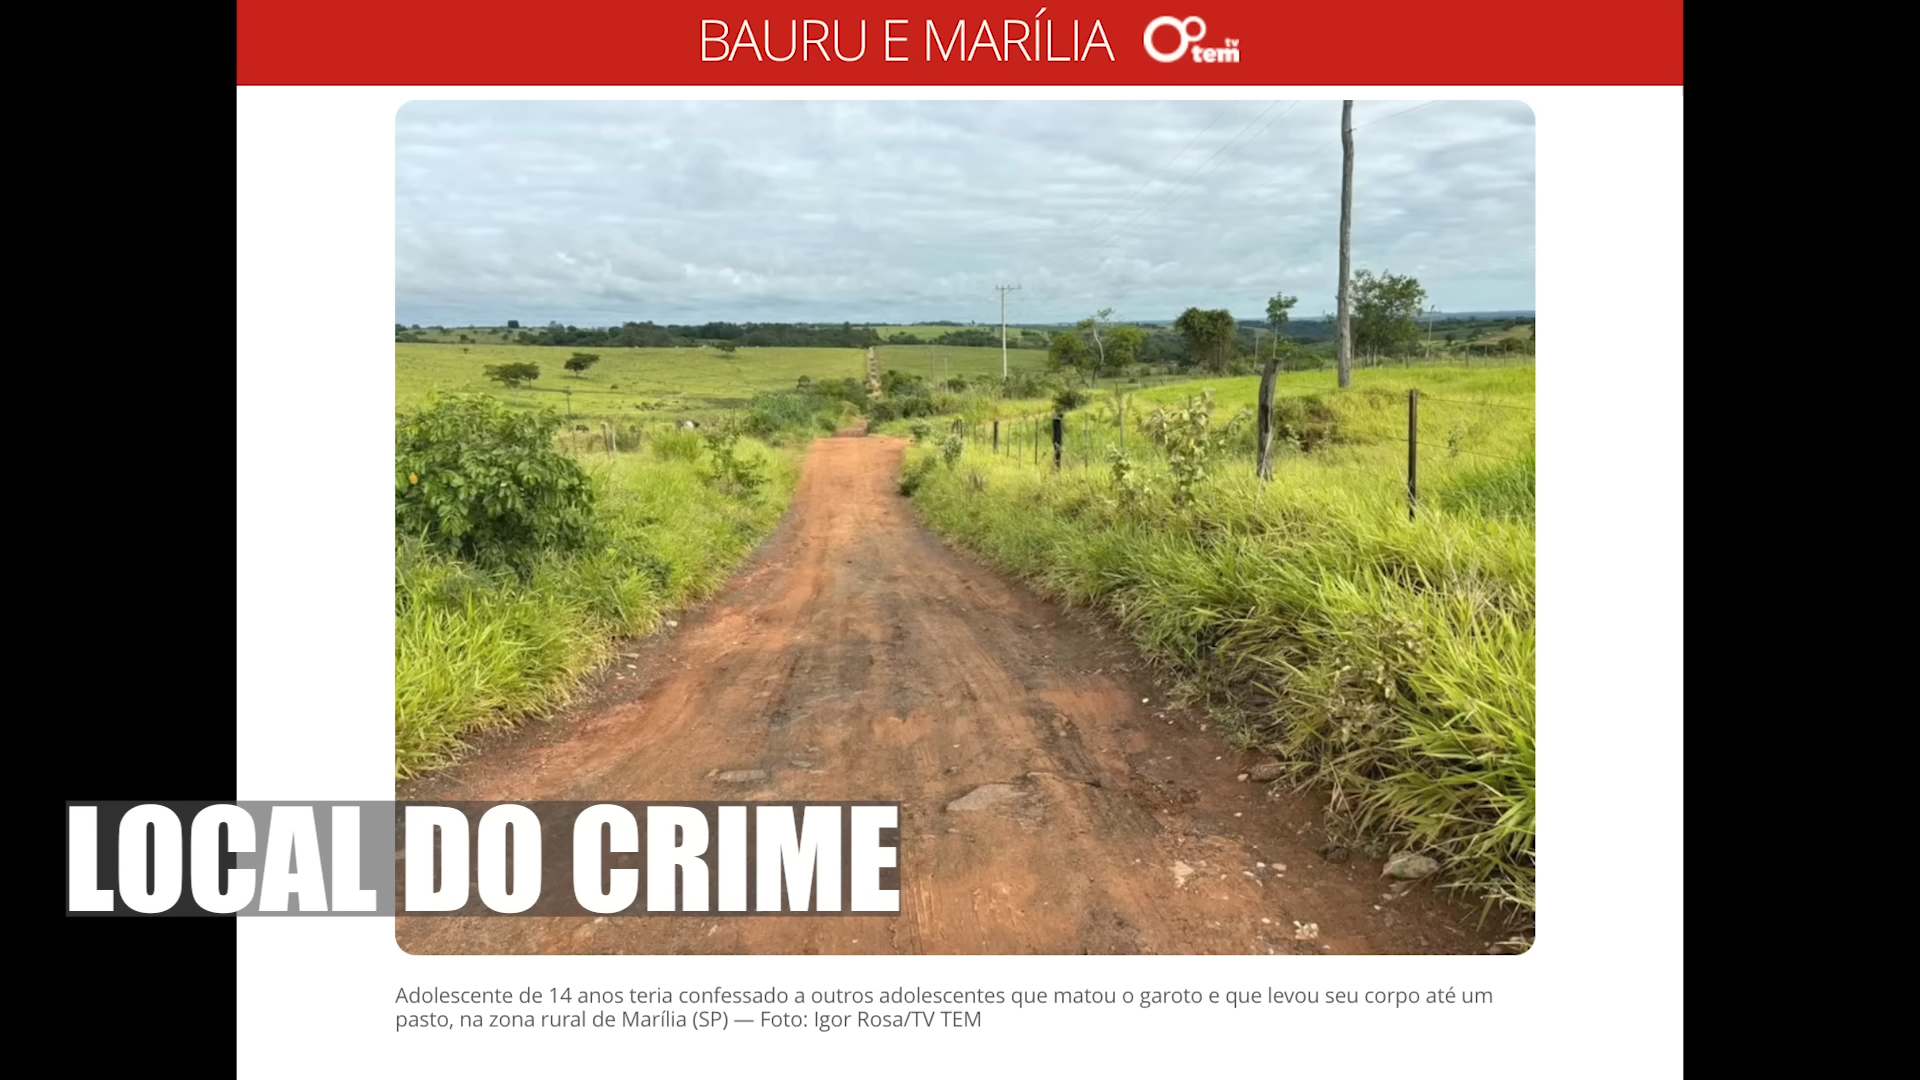 BAURU E MARÍLIA
tv
tem
LOCAL DO CRIME
Adolescente de 14 anos teria confessado a outros adolescentes que matou o garoto e que levou seu corpo até um
pasto, na zona rural de Marília (SP) — Foto: Igor Rosa/TV TEM